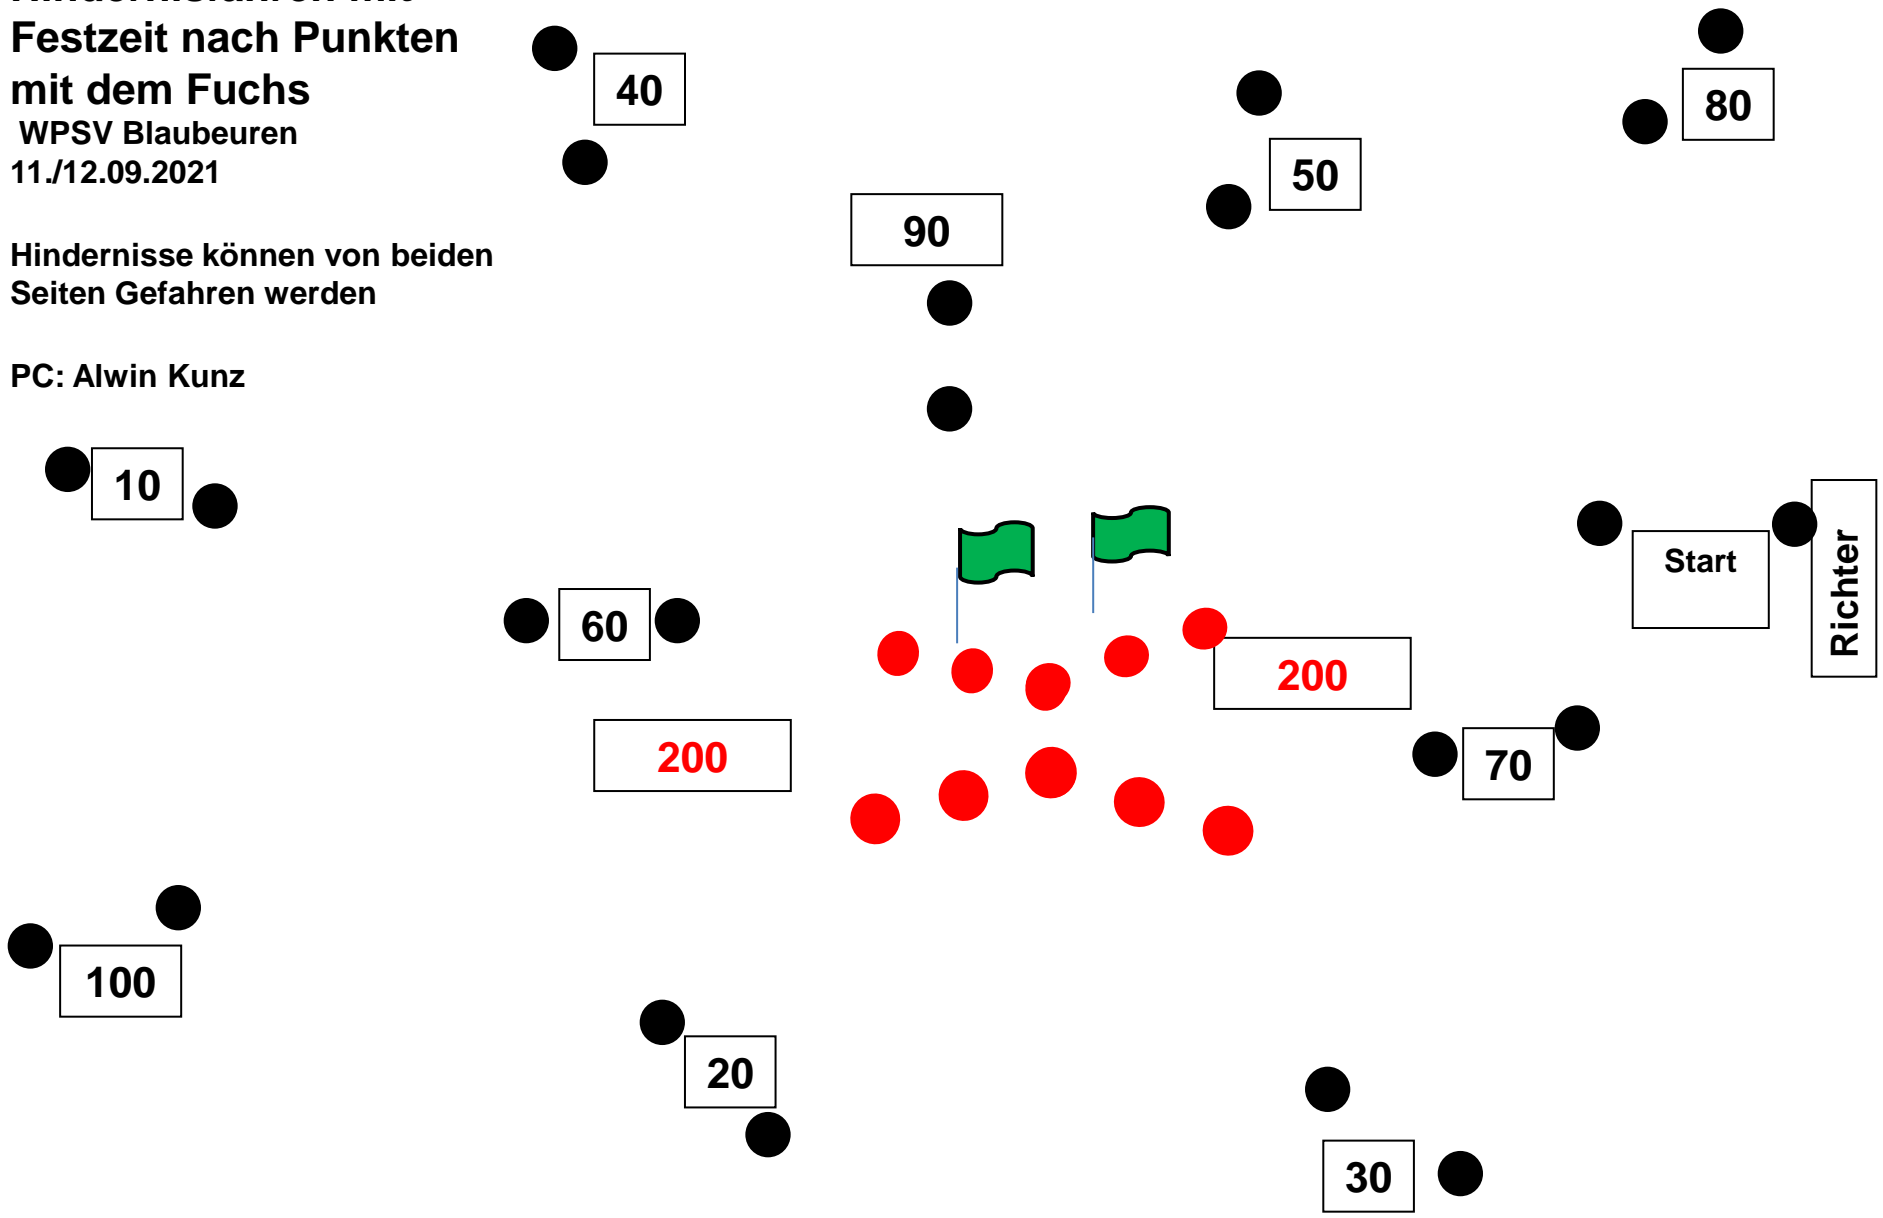 Festzeit nach Punkten
mit dem Fuchs
WPSV Blaubeuren
11./12.09.2021
Hindernisse können von beiden
Seiten Gefahren werden
PC: Alwin Kunz
40
80
50
90
10
Start
Richter
60
200
200
70
100
20
30